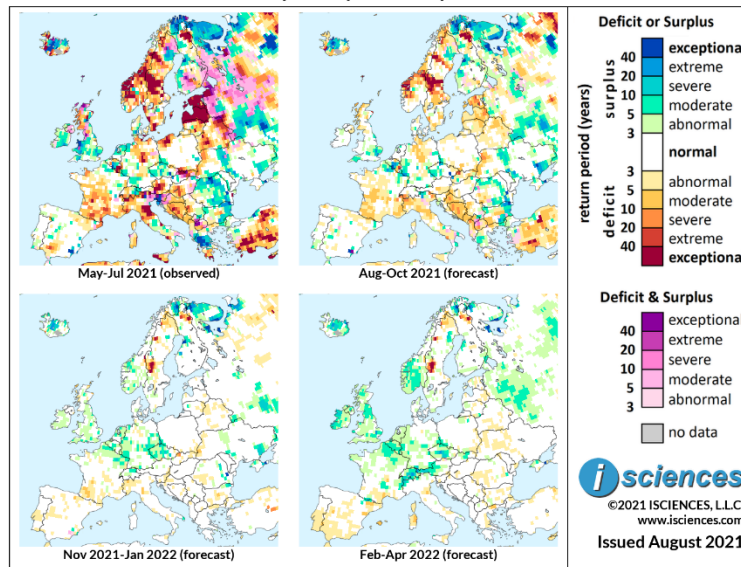 May-Jul 2021 (observed)
Aug-Oct 2021 (forecast)
Nov 2021-Jan 2022 (forecast)
Feb-Apr 2022 (forecast)
Deficit or Surplus
return period (years)
surplus
deficit
40
20
10
5
3
3
5
10
20
40
exceptiona
extreme
severe
moderate
abnormal
normal
abnormal
moderate
severe
extreme
exceptiona
Deficit & Surplus
40
20
10
5
3
exceptional
extreme
severe
moderate
abnormal
no data
i sciences
©2021 ISCIENCES, L.L.C
www.isciences.com
Issued August 2021